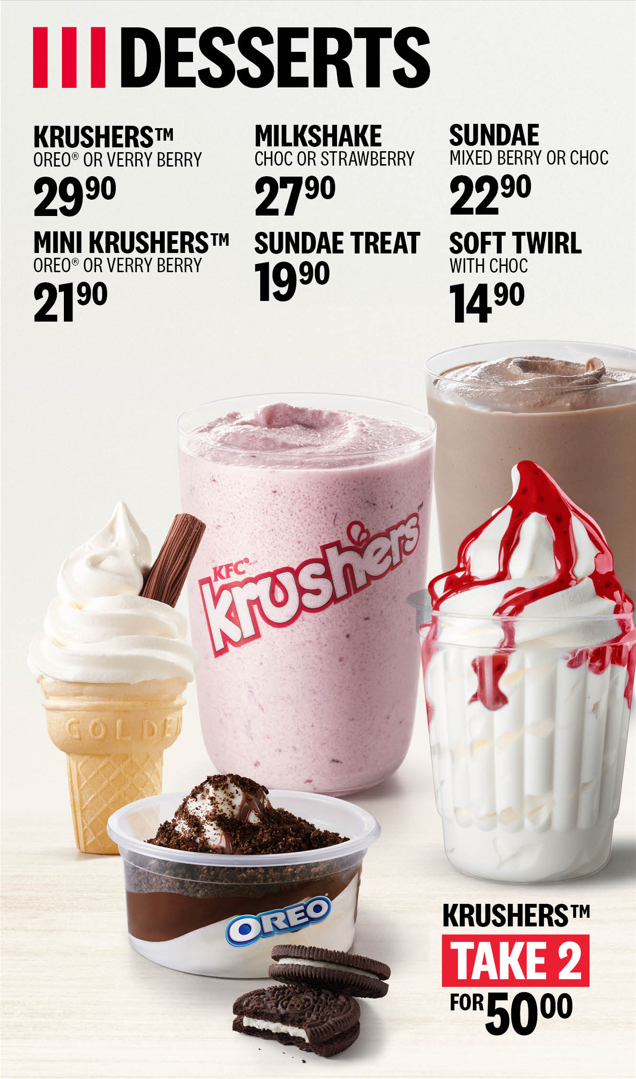 DESSERTS
KRUSHERS™
OREO® OR VERRY BERRY
29⁹⁰
MILKSHAKE
CHOC OR STRAWBERRY
27⁹⁰
SUNDAE
MIXED BERRY OR CHOC
22⁹⁰
MINI KRUSHERS™
OREO® OR VERRY BERRY
21⁹⁰
SUNDAE TREAT
19⁹⁰
SOFT TWIRL
WITH CHOC
14⁹⁰
KFC®
krushers™
GOLDE
OREO
KRUSHERS™
TAKE 2
FOR 50⁰⁰